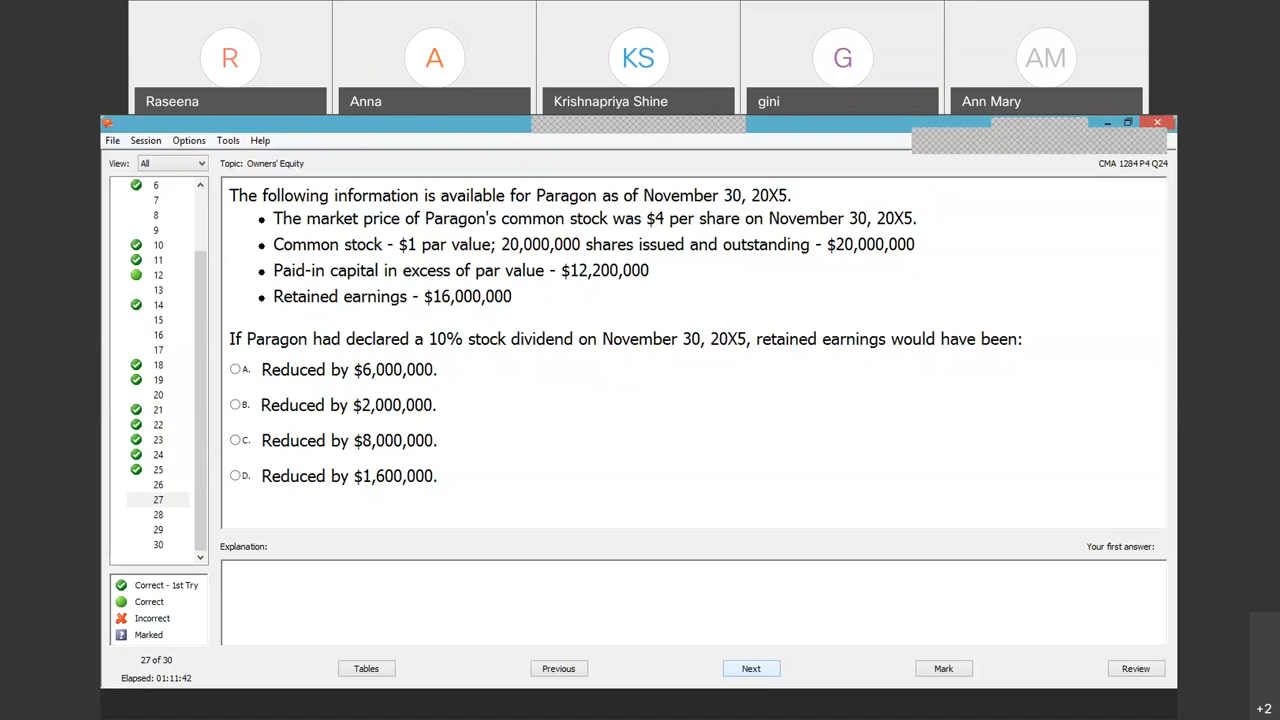 R A KS G AM
Raseena Anna Krishnapriya Shine gini Ann Mary
File Session Options Tools Help
View: All Topic: Owners' Equity CMA 1284 P4 Q24
6
7
8
9
10
11
12
13
14
15
16
17
18
19
20
21
22
23
24
25
26
27
28
29
30
The following information is available for Paragon as of November 30, 20X5.
• The market price of Paragon's common stock was $4 per share on November 30, 20X5.
• Common stock - $1 par value; 20,000,000 shares issued and outstanding - $20,000,000
• Paid-in capital in excess of par value - $12,200,000
• Retained earnings - $16,000,000
If Paragon had declared a 10% stock dividend on November 30, 20X5, retained earnings would have been:
A. Reduced by $6,000,000.
B. Reduced by $2,000,000.
C. Reduced by $8,000,000.
D. Reduced by $1,600,000.
Explanation: Your first answer:
Correct - 1st Try
Correct
Incorrect
? Marked
27 of 30
Elapsed: 01:11:42
Tables Previous Next Mark Review
+2